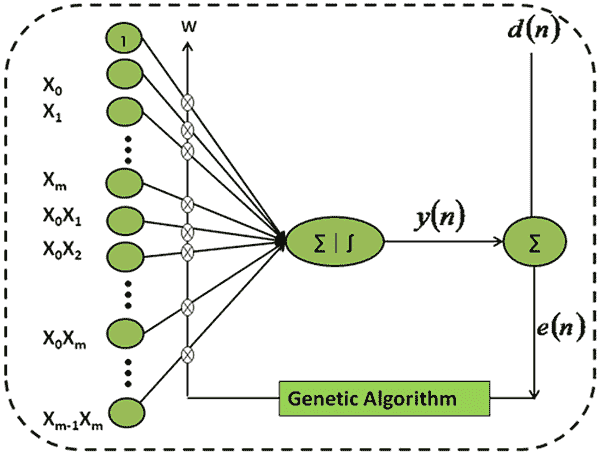 W
d(n)
1
X0
X1
Xm
X0X1
∑ | ∫
y(n)
∑
X0X2
e(n)
X0Xm
Genetic Algorithm
Xm-1Xm